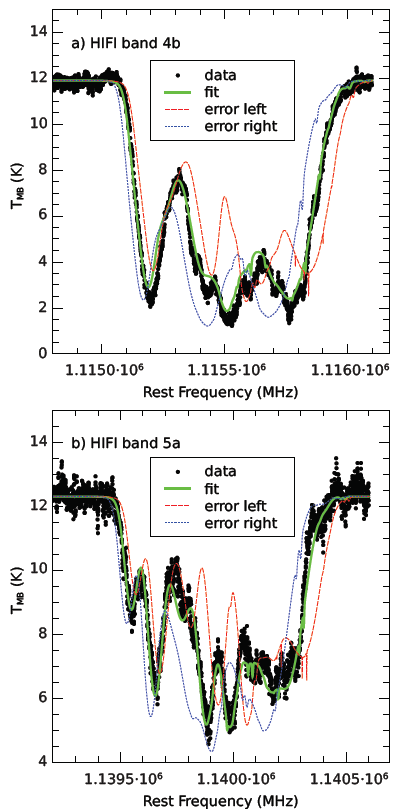 a) HIFI band 4b
data
fit
error left
error right
14
12
10
8
6
4
2
0
T_MB (K)
1.1150·10⁶ 1.1155·10⁶ 1.1160·10⁶
Rest Frequency (MHz)
b) HIFI band 5a
data
fit
error left
error right
14
12
10
8
6
4
T_MB (K)
1.1395·10⁶ 1.1400·10⁶ 1.1405·10⁶
Rest Frequency (MHz)